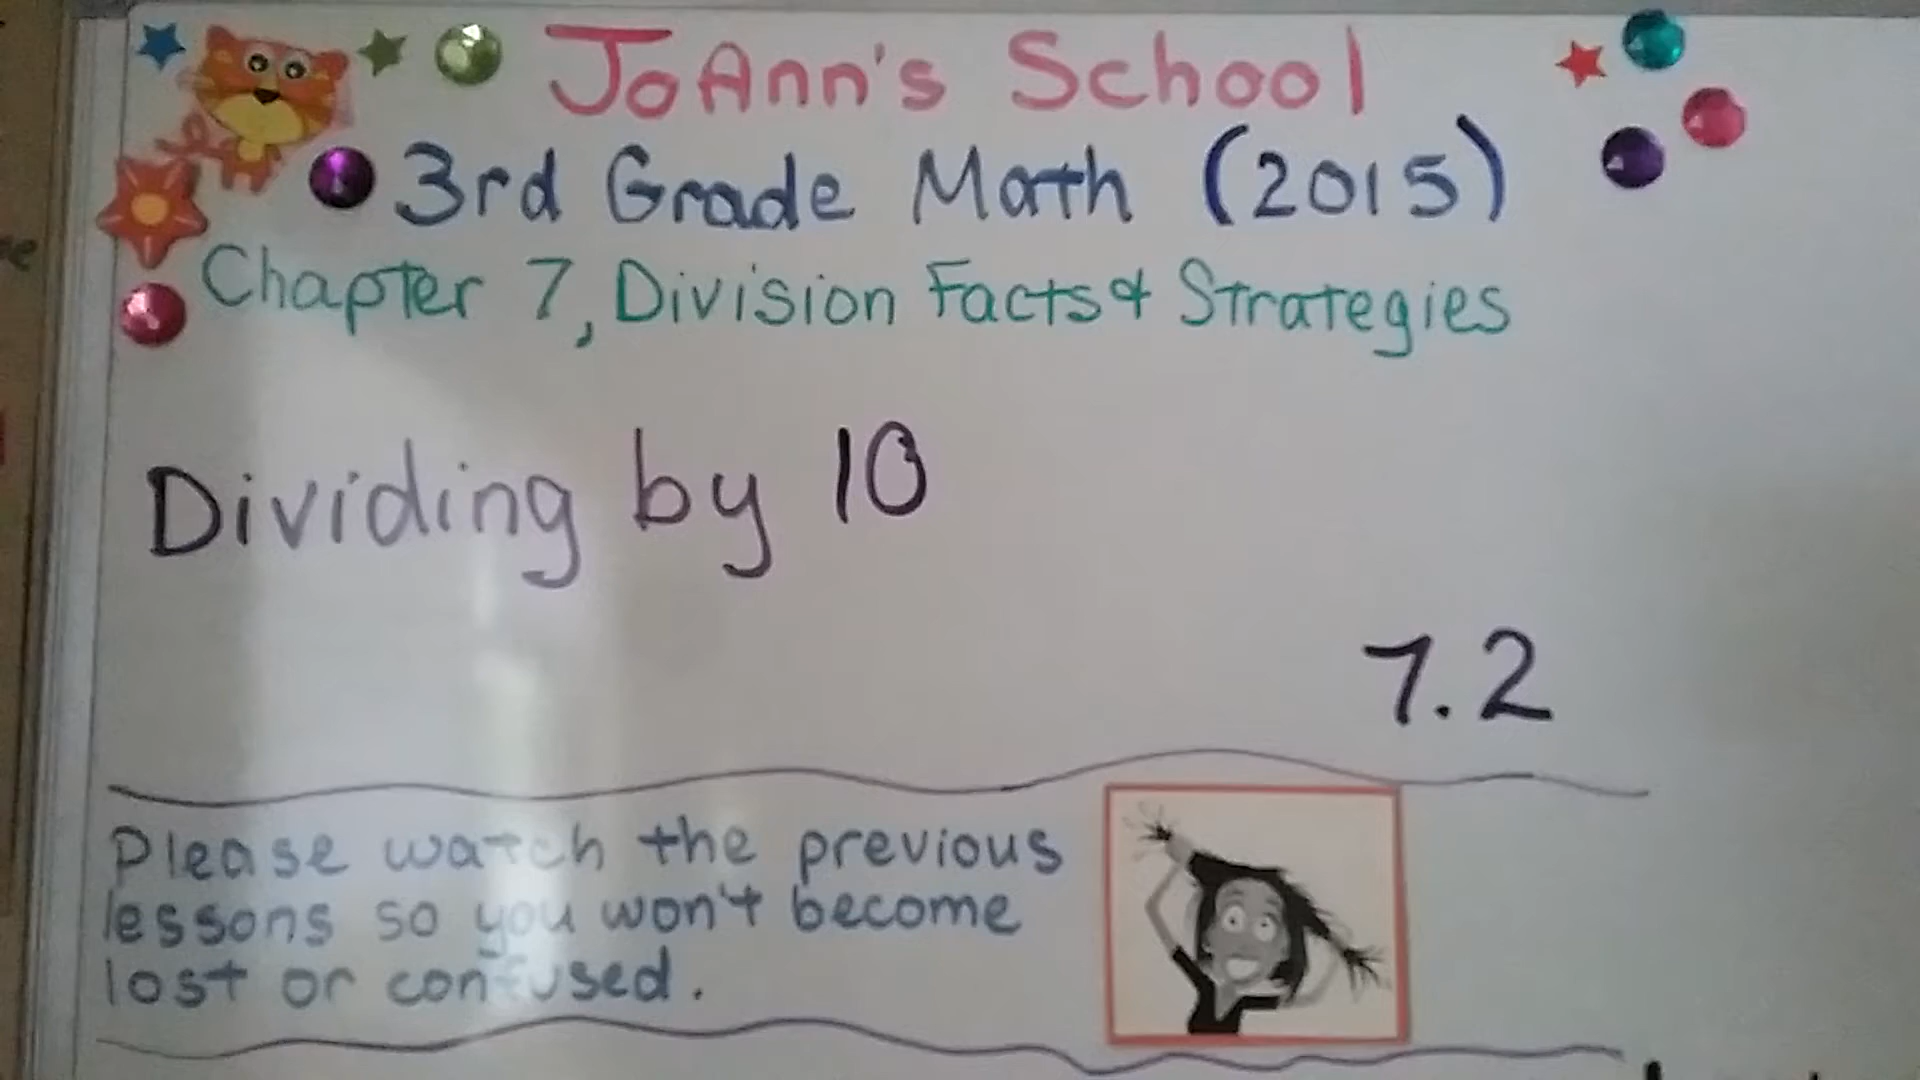 JoAnn's School
3rd Grade Math (2015)
Chapter 7, Division Facts & Strategies
Dividing by 10
7.2
Please watch the previous
lessons so you won't become
lost or confused.